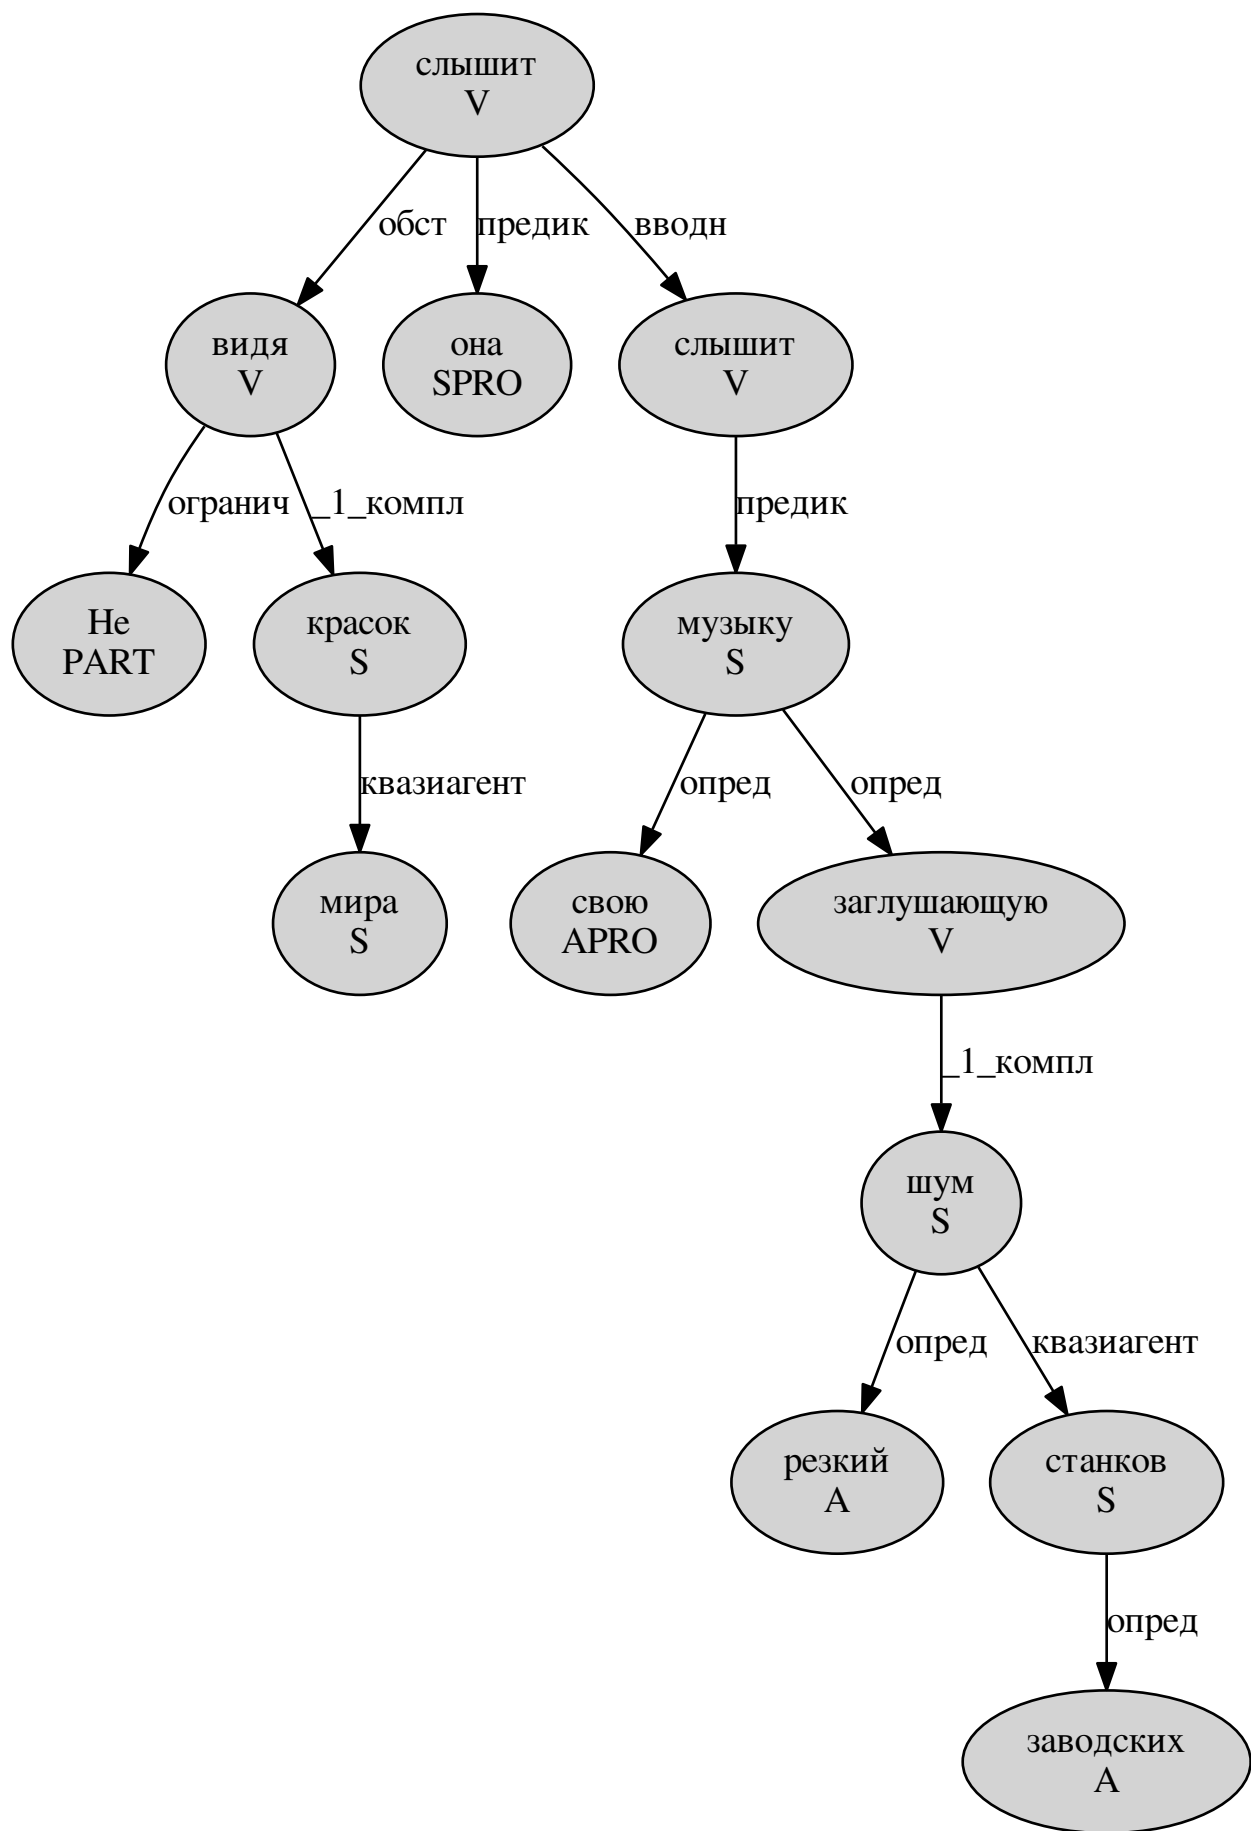 слышит
V
обст
предик
вводн
видя
V
она
SPRO
слышит
V
огранич
_1_компл
предик
Не
PART
красок
S
музыку
S
квазиагент
опред
опред
мира
S
свою
APRO
заглушающую
V
_1_компл
шум
S
опред
квазиагент
резкий
A
станков
S
опред
заводских
A